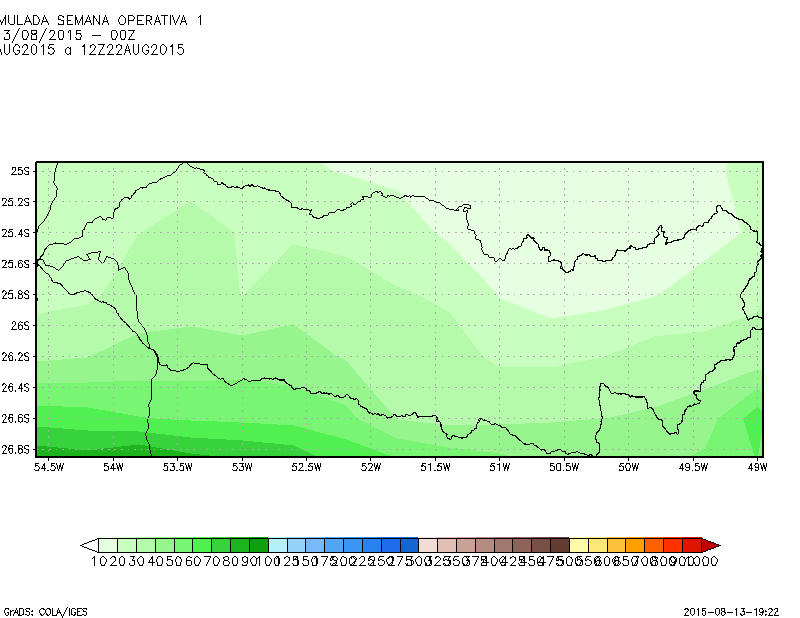 MULADA SEMANA OPERATIVA 1
3/08/2015 – 00Z
AUG2015 a 12Z22AUG2015
25S
25.2S
25.4S
25.6S
25.8S
26S
26.2S
26.4S
26.6S
26.8S
54.5W 54W 53.5W 53W 52.5W 52W 51.5W 51W 50.5W 50W 49.5W 49W
10 20 30 40 50 60 70 80 90 100 125 150 175 200 225 250 275 300 325 350 375 400 425 450 475 500 550 600 650 700 800 900 1000
GrADS: COLA/IGES
2015-08-13-19:22